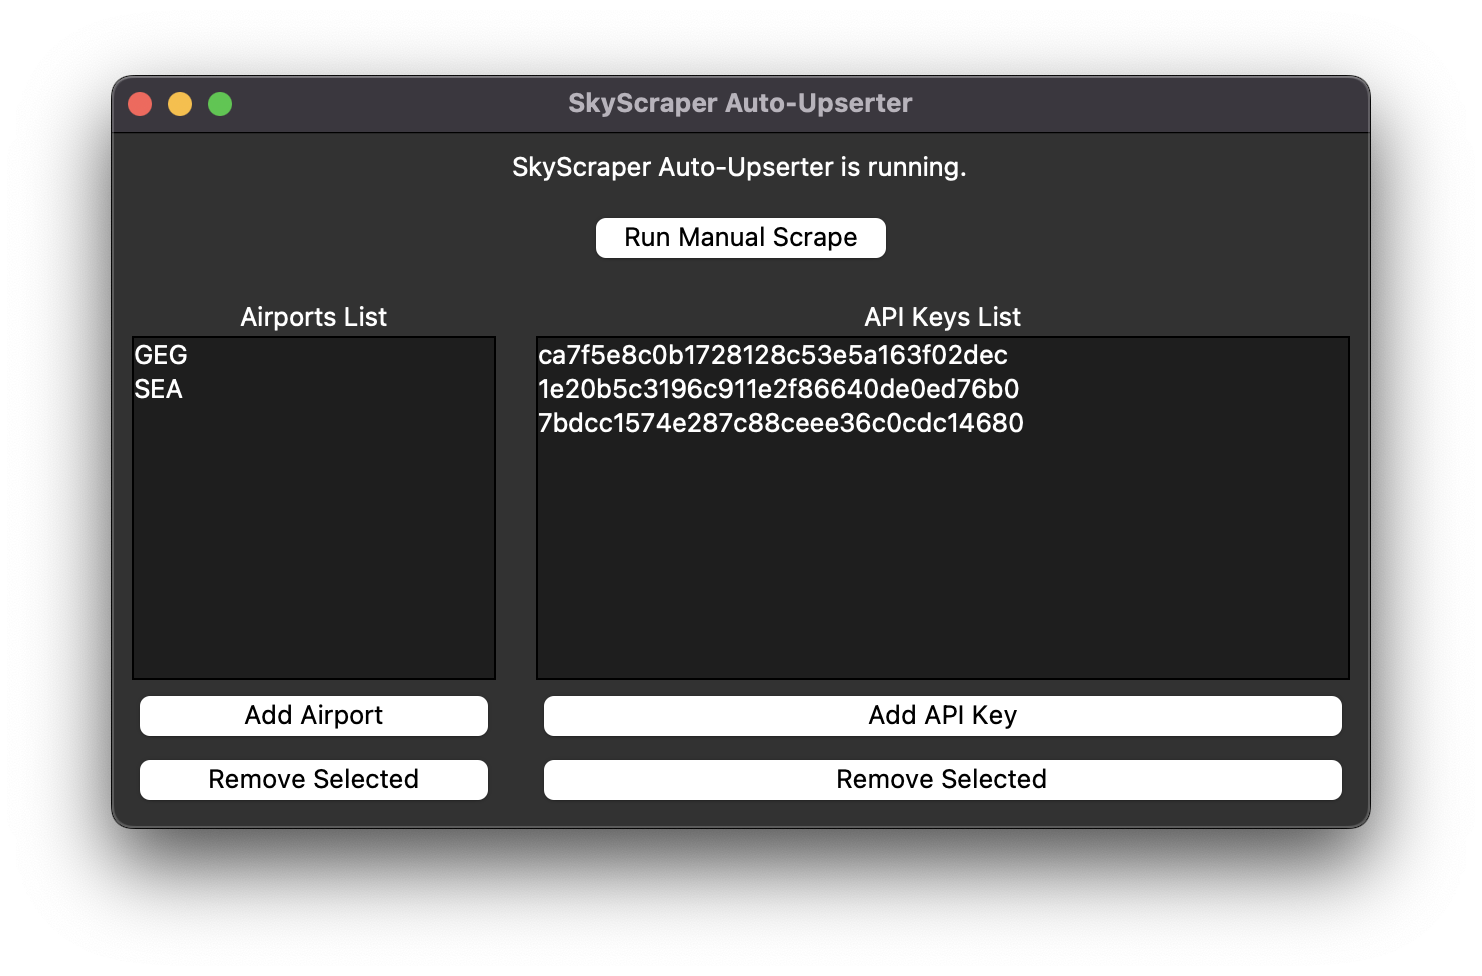 SkyScraper Auto-Upserter
SkyScraper Auto-Upserter is running.
Run Manual Scrape
Airports List
GEG
SEA
Add Airport
Remove Selected
API Keys List
ca7f5e8c0b1728128c53e5a163f02dec
1e20b5c3196c911e2f86640de0ed76b0
7bdcc1574e287c88ceee36c0cdc14680
Add API Key
Remove Selected